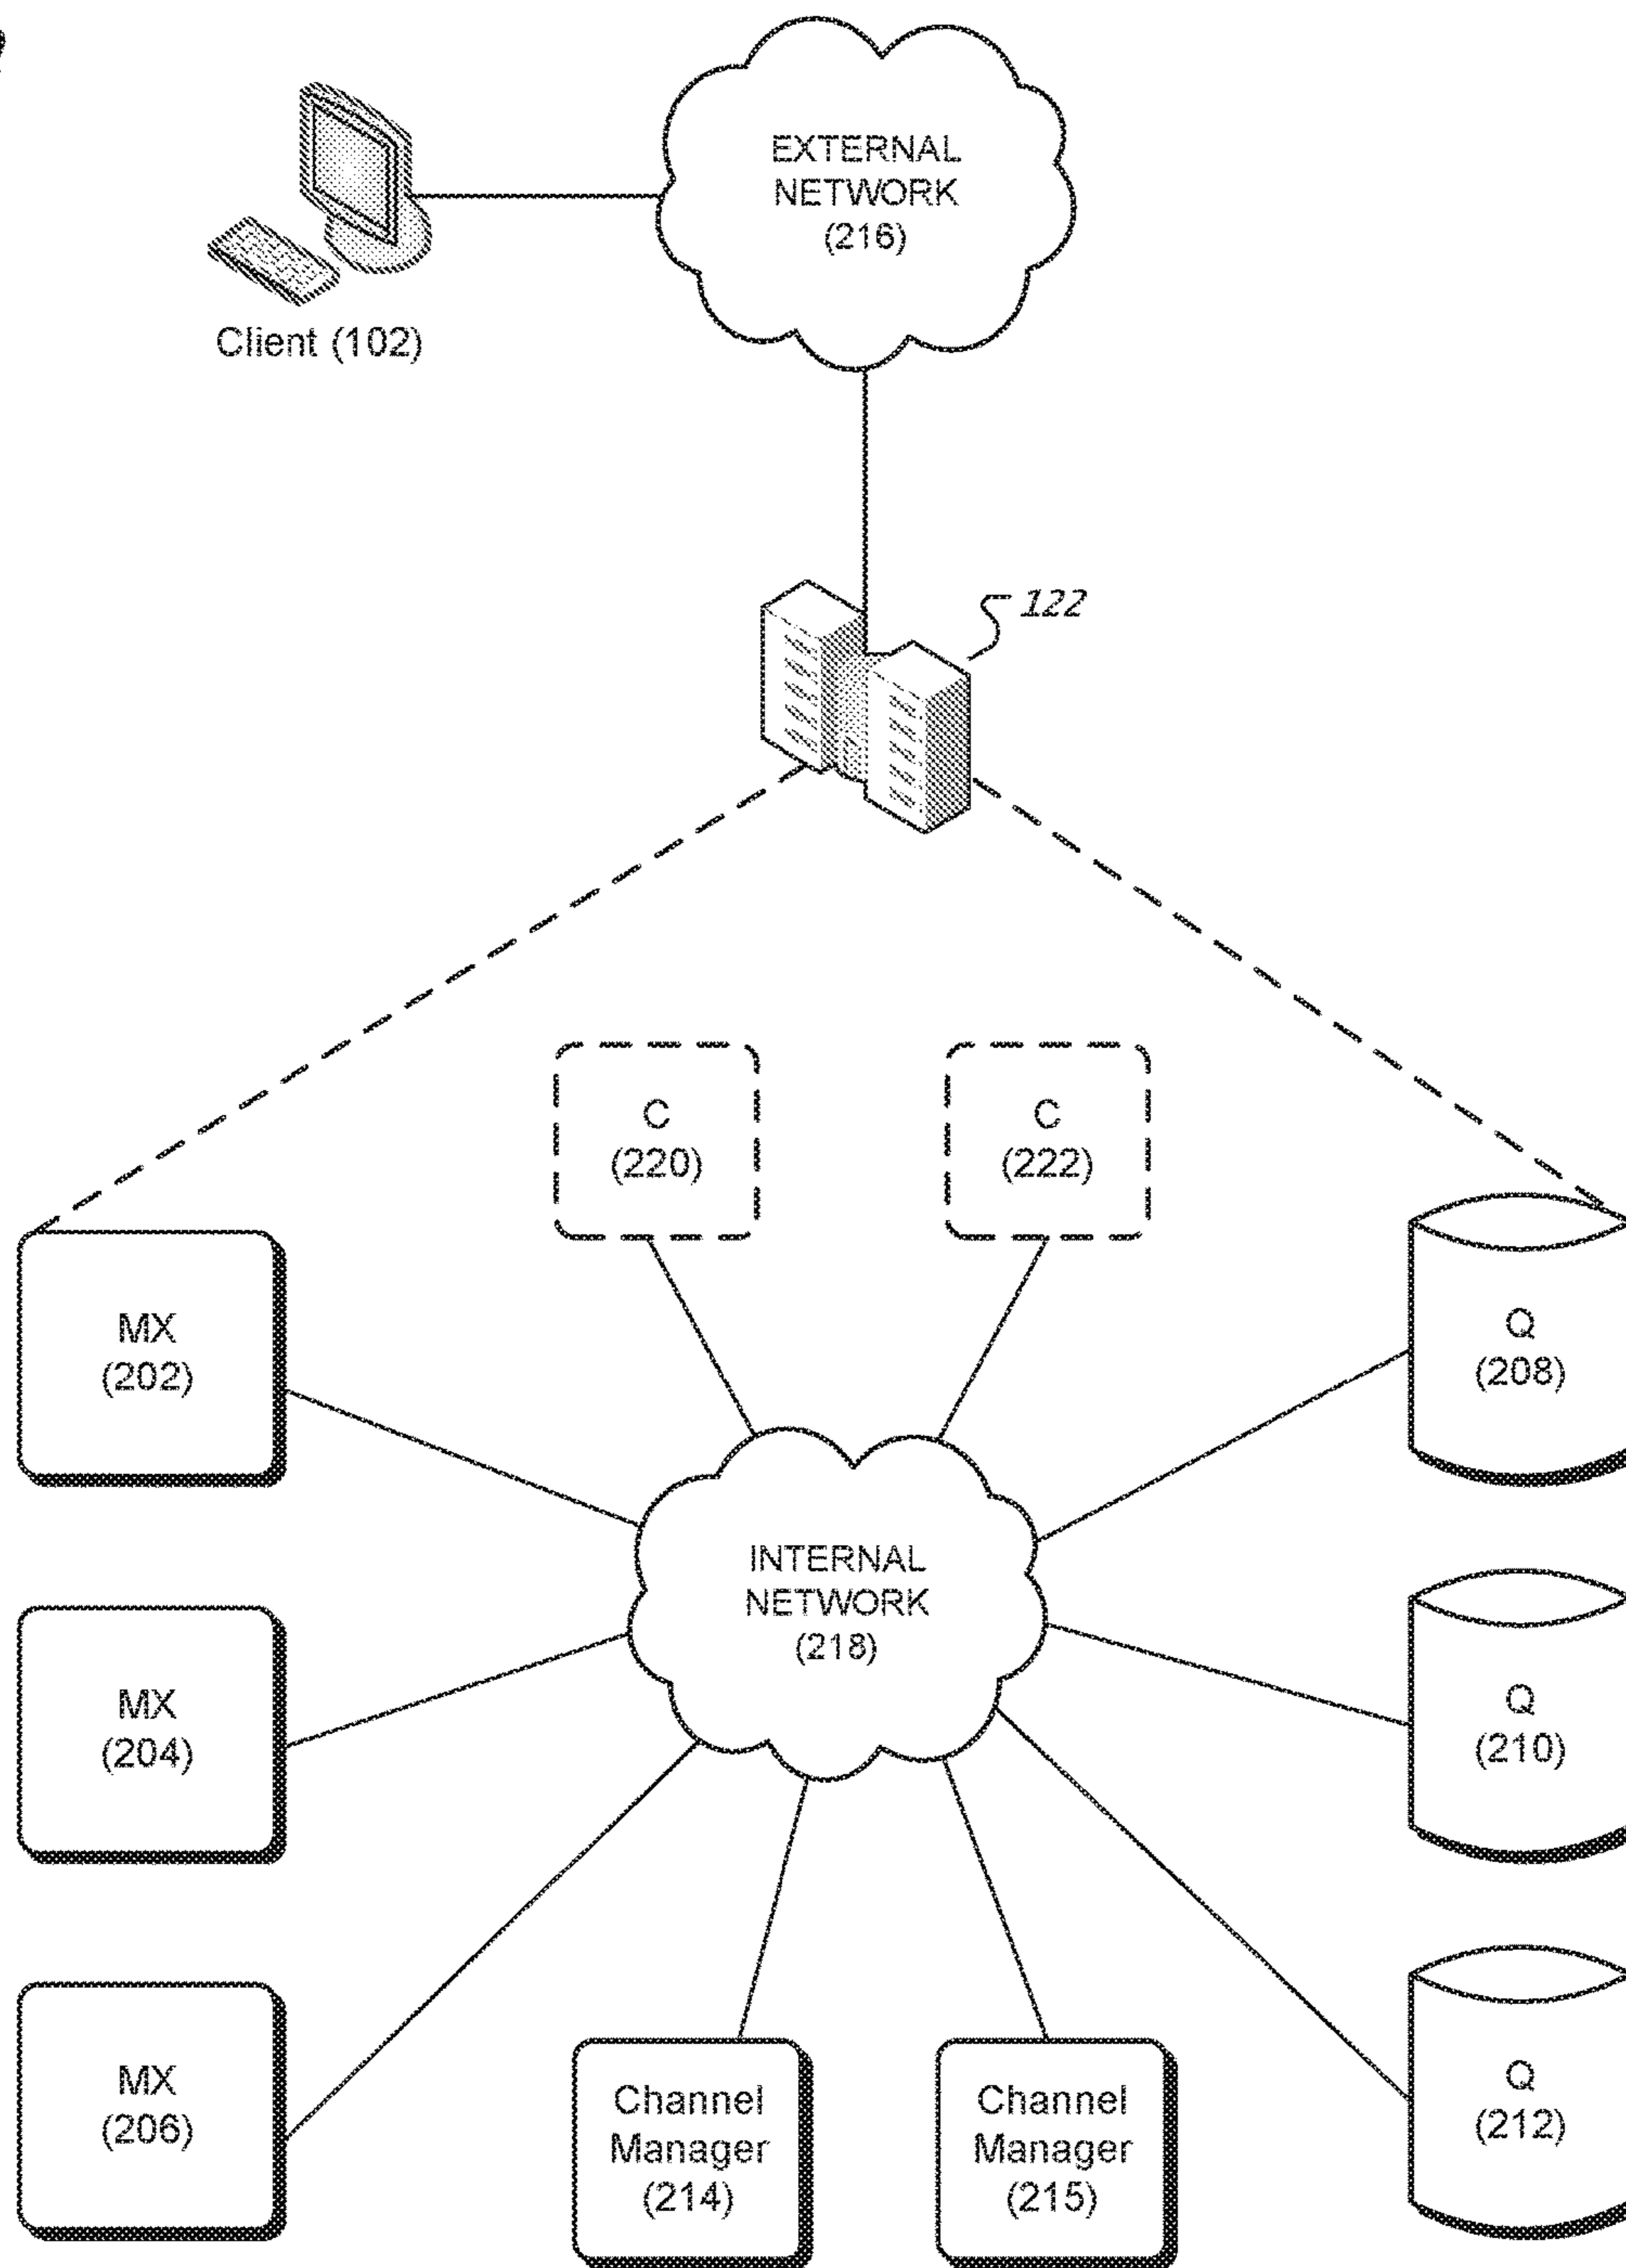 EXTERNAL
NETWORK
(216)
Client (102)
122
C
(220)
C
(222)
MX
(202)
Q
(208)
INTERNAL
NETWORK
(218)
MX
(204)
Q
(210)
MX
(206)
Channel
Manager
(214)
Channel
Manager
(215)
Q
(212)